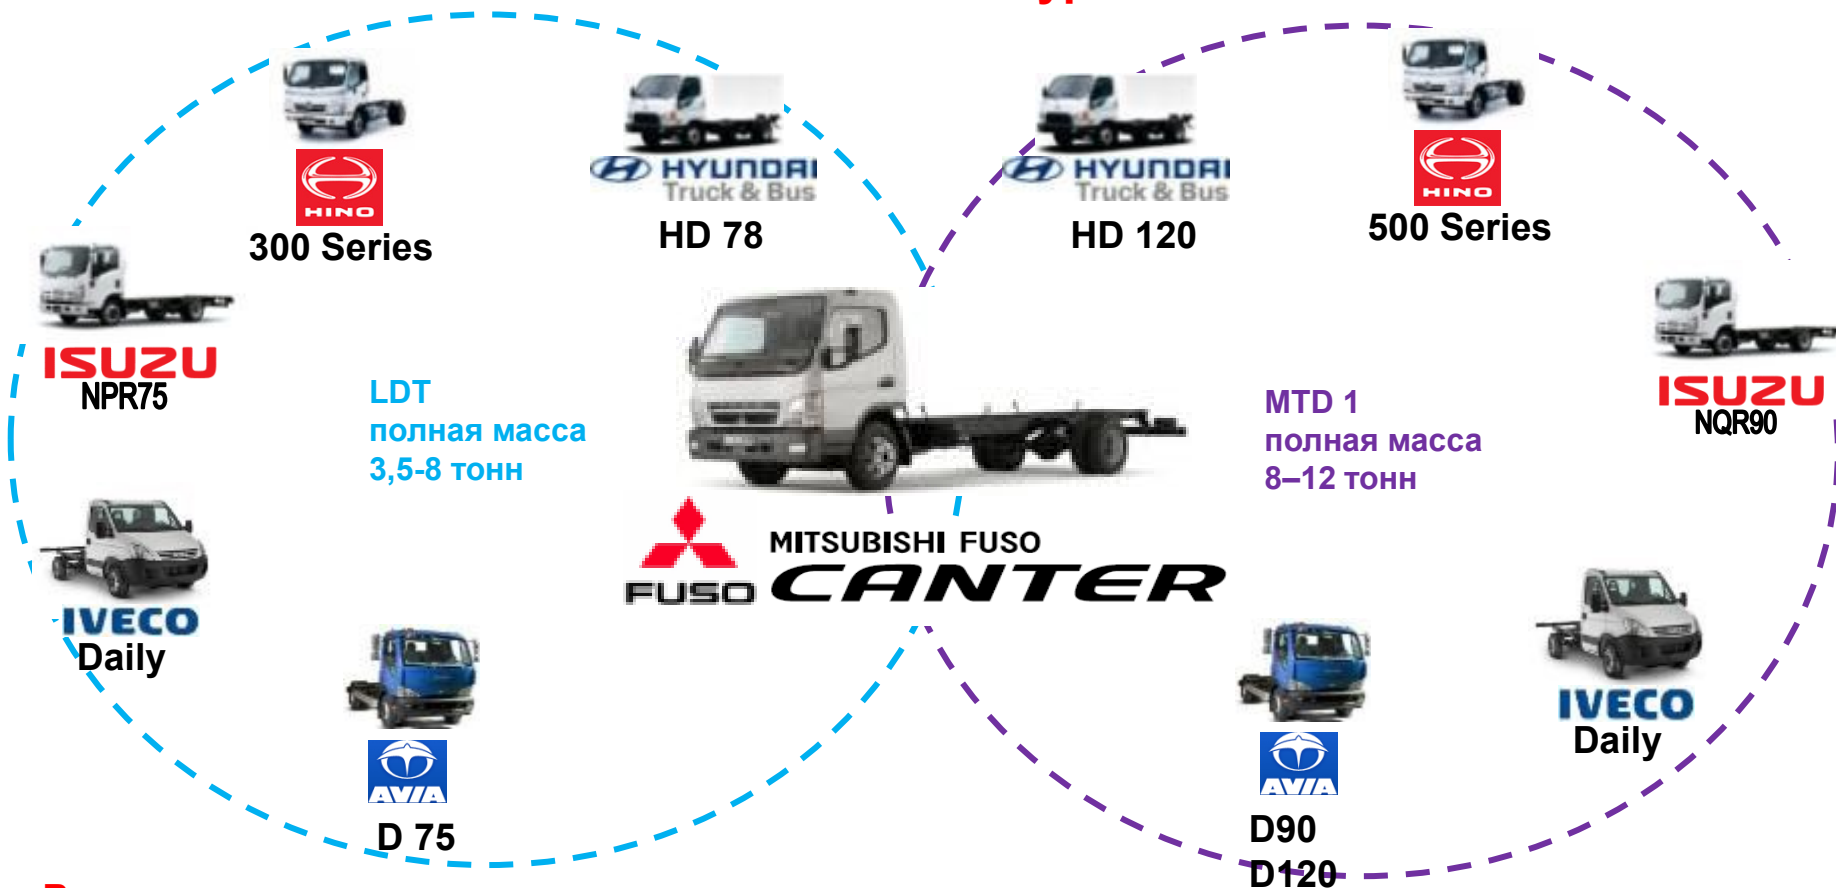 HINO
300 Series
HYUNDAI
Truck & Bus
HD 78
HYUNDAI
Truck & Bus
HD 120
HINO
500 Series
ISUZU
NPR75
LDT
полная масса
3,5-8 тонн
MTD 1
полная масса
8–12 тонн
ISUZU
NQR90
MITSUBISHI FUSO
FUSO CANTER
IVECO
Daily
IVECO
Daily
AVIA
D 75
AVIA
D90
D120